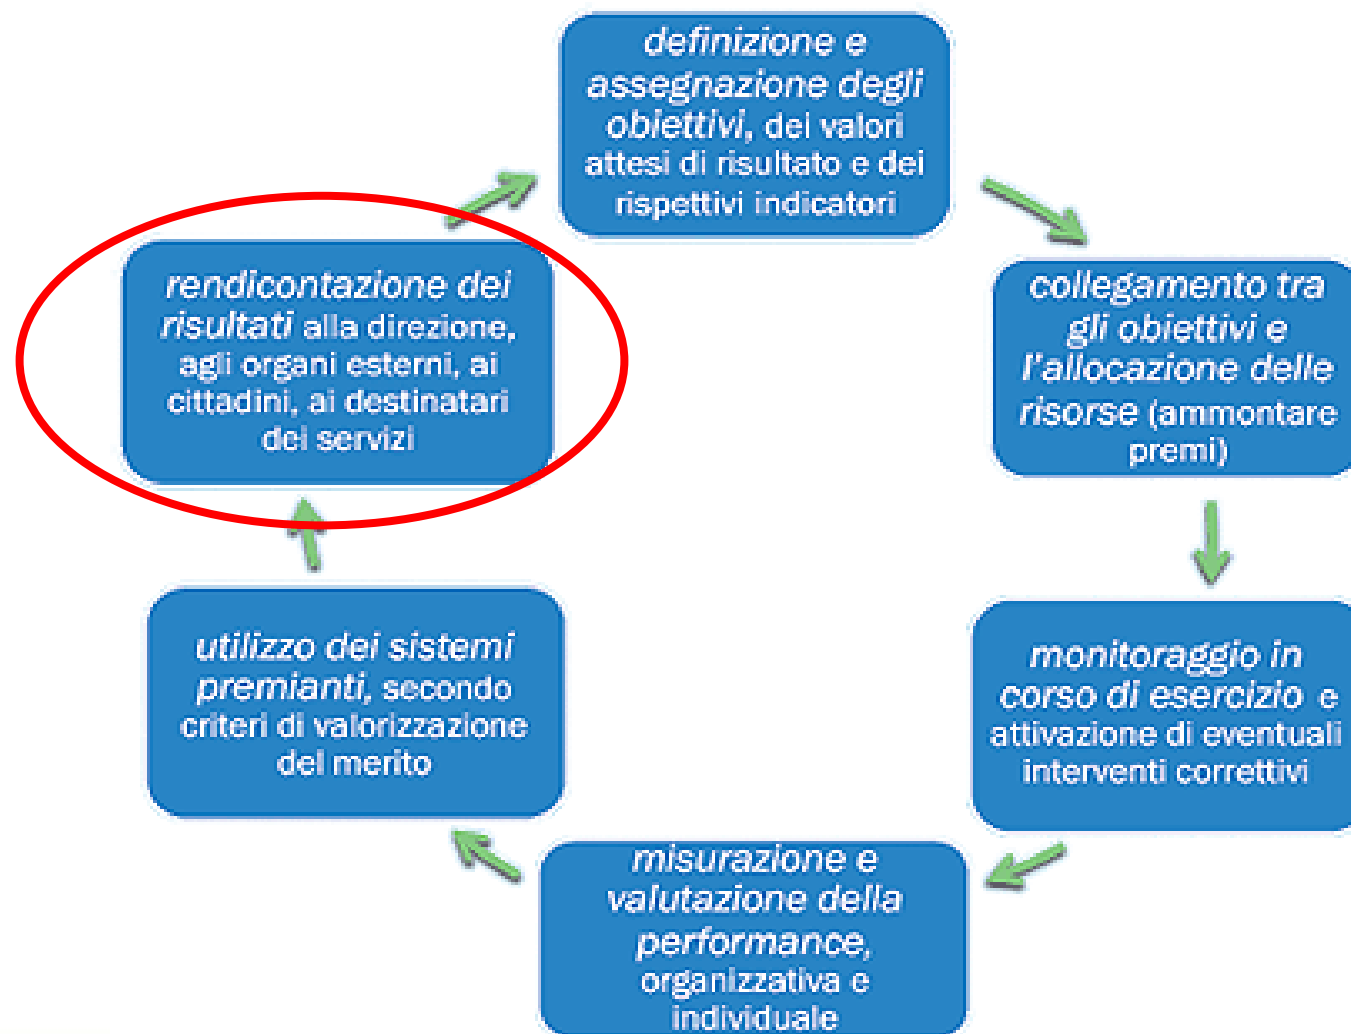 definizione e
assegnazione degli
obiettivi, dei valori
attesi di risultato e dei
rispettivi indicatori
collegamento tra
gli obiettivi e
l'allocazione delle
risorse (ammontare
premi)
monitoraggio in
corso di esercizio e
attivazione di eventuali
interventi correttivi
misurazione e
valutazione della
performance,
organizzativa e
individuale
utilizzo dei sistemi
premianti, secondo
criteri di valorizzazione
del merito
rendicontazione dei
risultati alla direzione,
agli organi esterni, ai
cittadini, ai destinatari
dei servizi